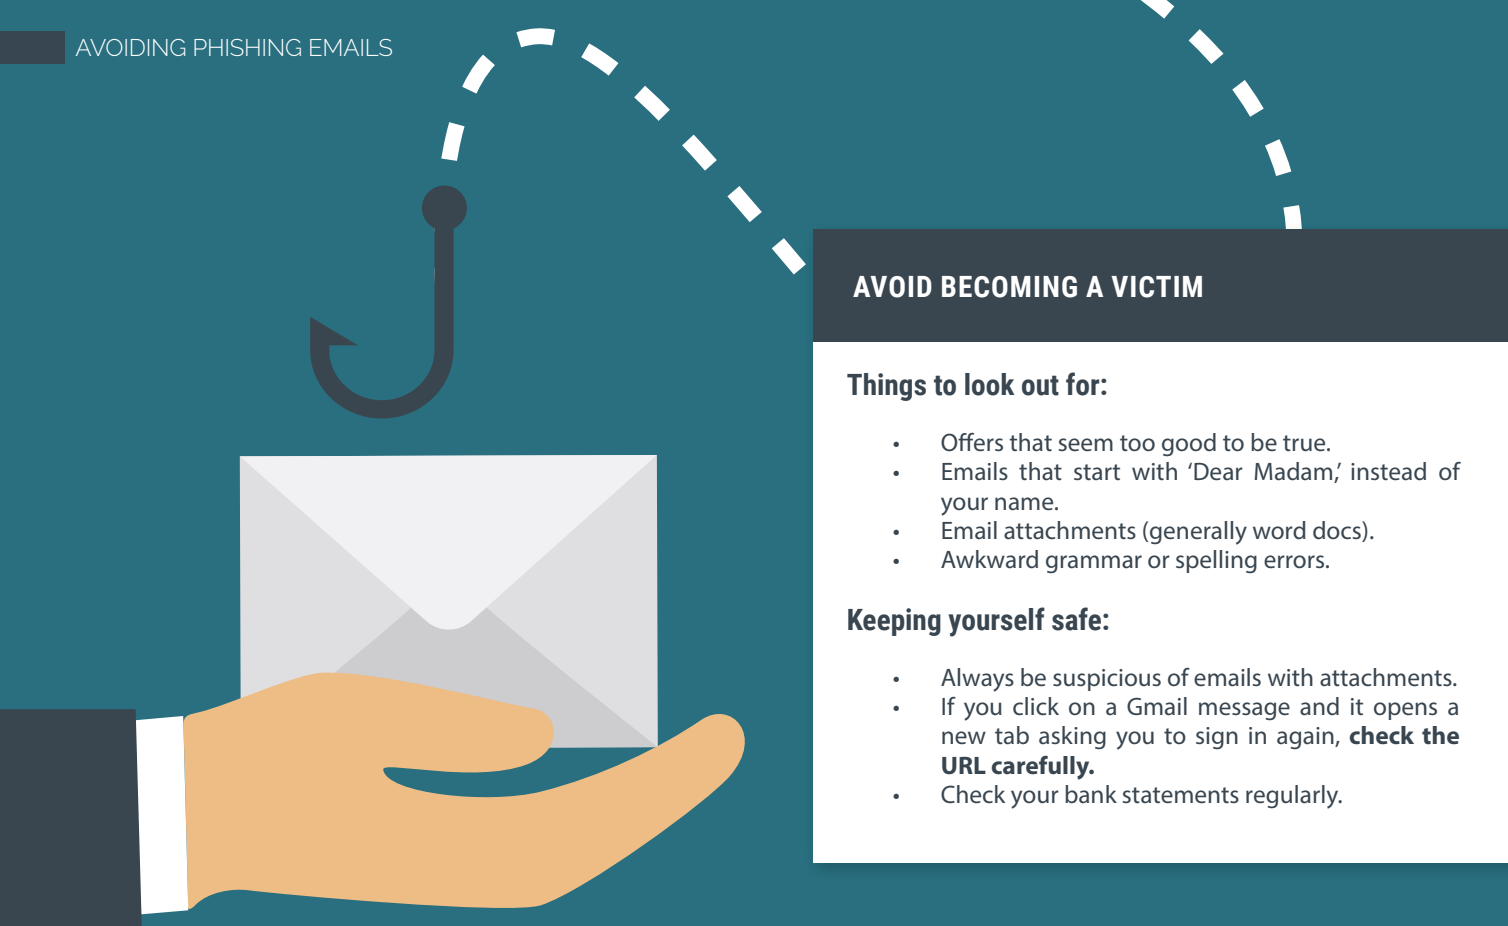 AVOIDING PHISHING EMAILS
AVOID BECOMING A VICTIM
Things to look out for:
• Offers that seem too good to be true.
• Emails that start with ‘Dear Madam,’ instead of
your name.
• Email attachments (generally word docs).
• Awkward grammar or spelling errors.
Keeping yourself safe:
• Always be suspicious of emails with attachments.
• If you click on a Gmail message and it opens a
new tab asking you to sign in again, check the
URL carefully.
• Check your bank statements regularly.